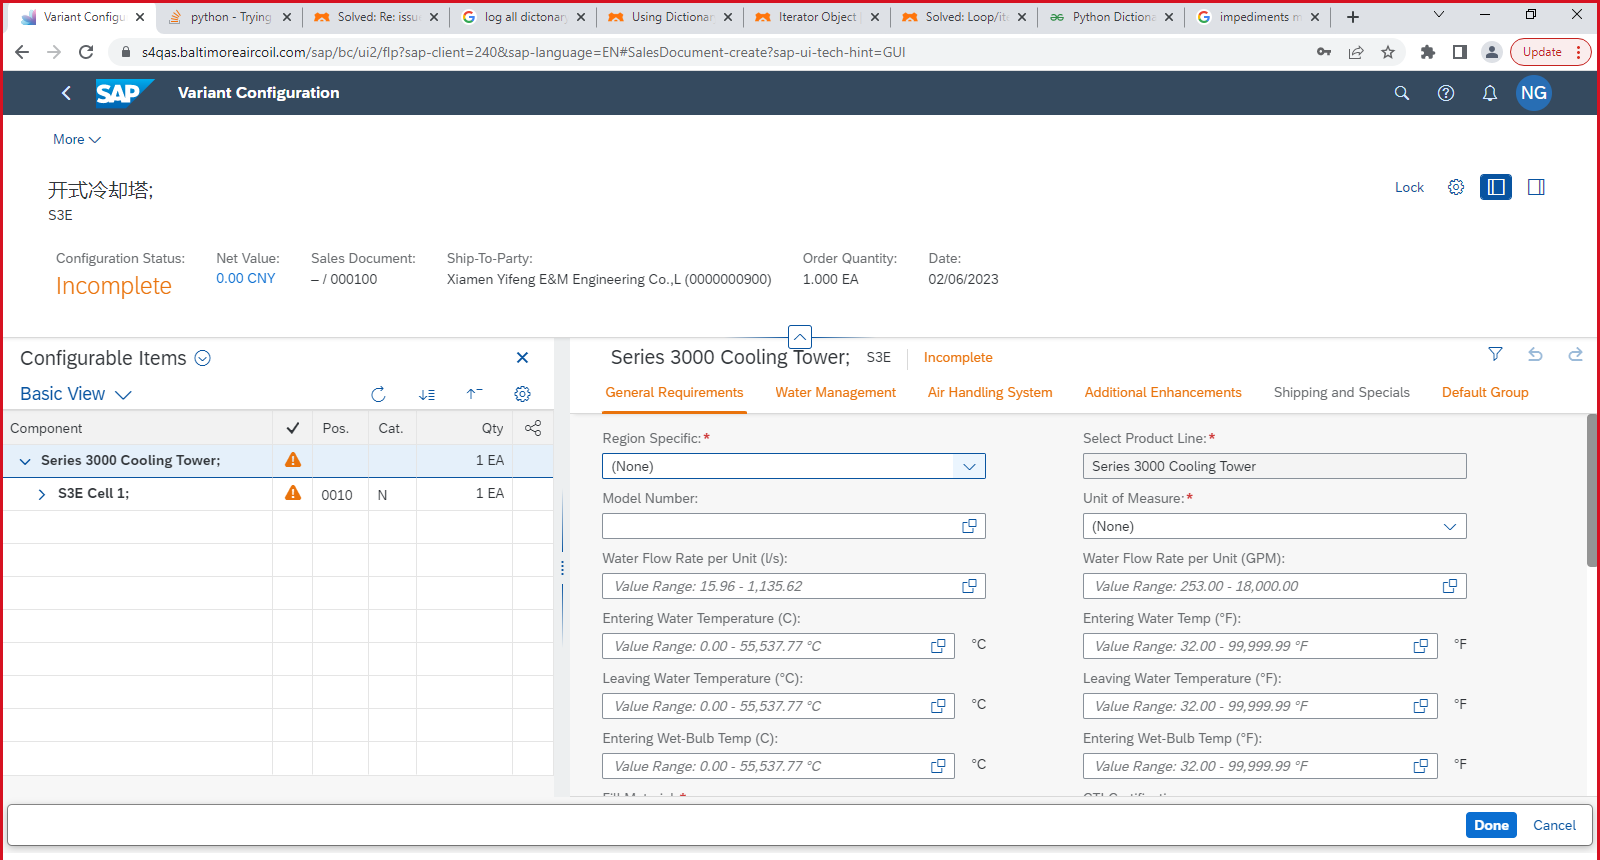 Variant Configu
python - Trying
Solved: Re: issu
log all dictonar
Using Dictionar
Iterator Object
Solved: Loop/ite
Python Dictiona
impediments m
s4qas.baltimoreaircoil.com/sap/bc/ui2/flp?sap-client=240&sap-language=EN#SalesDocument-create?sap-ui-tech-hint=GUI
Update
SAP
Variant Configuration
NG
More
开式冷却塔;
S3E
Lock
Configuration Status:
Incomplete
Net Value:
0.00 CNY
Sales Document:
– / 000100
Ship-To-Party:
Xiamen Yifeng E&M Engineering Co.,L (0000000900)
Order Quantity:
1.000 EA
Date:
02/06/2023
Configurable Items
Basic View
Component Pos. Cat. Qty
Series 3000 Cooling Tower; 1 EA
S3E Cell 1; 0010 N 1 EA
Series 3000 Cooling Tower; S3E Incomplete
General Requirements Water Management Air Handling System Additional Enhancements Shipping and Specials Default Group
Region Specific:*
(None)
Select Product Line:*
Series 3000 Cooling Tower
Model Number:
Unit of Measure:*
(None)
Water Flow Rate per Unit (l/s):
Value Range: 15.96 - 1,135.62
Water Flow Rate per Unit (GPM):
Value Range: 253.00 - 18,000.00
Entering Water Temperature (C):
Value Range: 0.00 - 55,537.77 °C °C
Entering Water Temp (°F):
Value Range: 32.00 - 99,999.99 °F °F
Leaving Water Temperature (°C):
Value Range: 0.00 - 55,537.77 °C °C
Leaving Water Temperature (°F):
Value Range: 32.00 - 99,999.99 °F °F
Entering Wet-Bulb Temp (C):
Value Range: 0.00 - 55,537.77 °C °C
Entering Wet-Bulb Temp (°F):
Value Range: 32.00 - 99,999.99 °F °F
Done Cancel